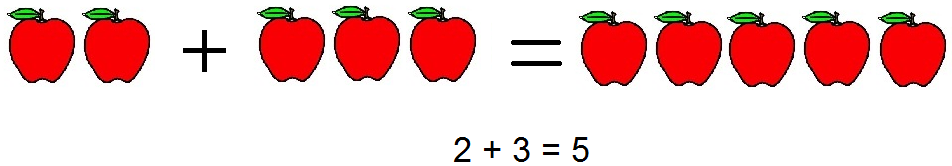 + =
2 + 3 = 5